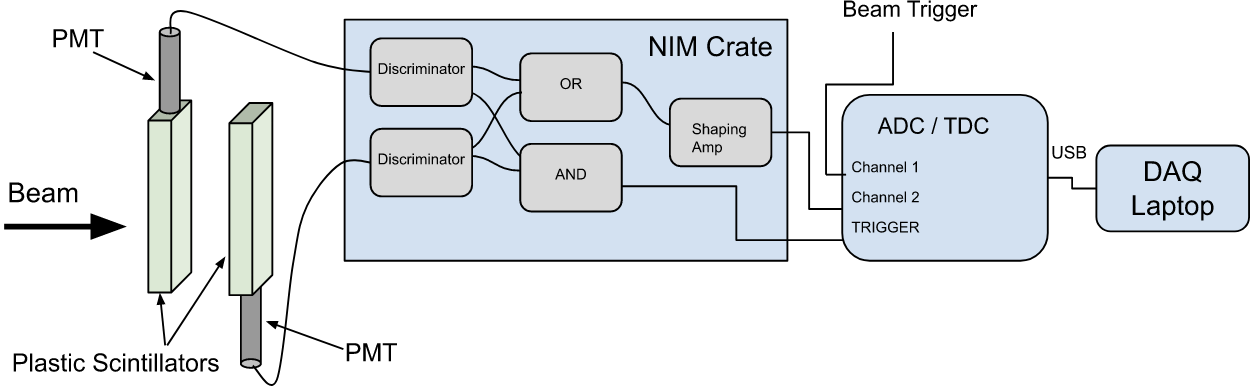 Beam Trigger
PMT
NIM Crate
Discriminator
OR
Shaping
Amp
ADC / TDC
Discriminator
AND
Channel 1
Channel 2
TRIGGER
USB
DAQ
Laptop
Beam
Plastic Scintillators
PMT